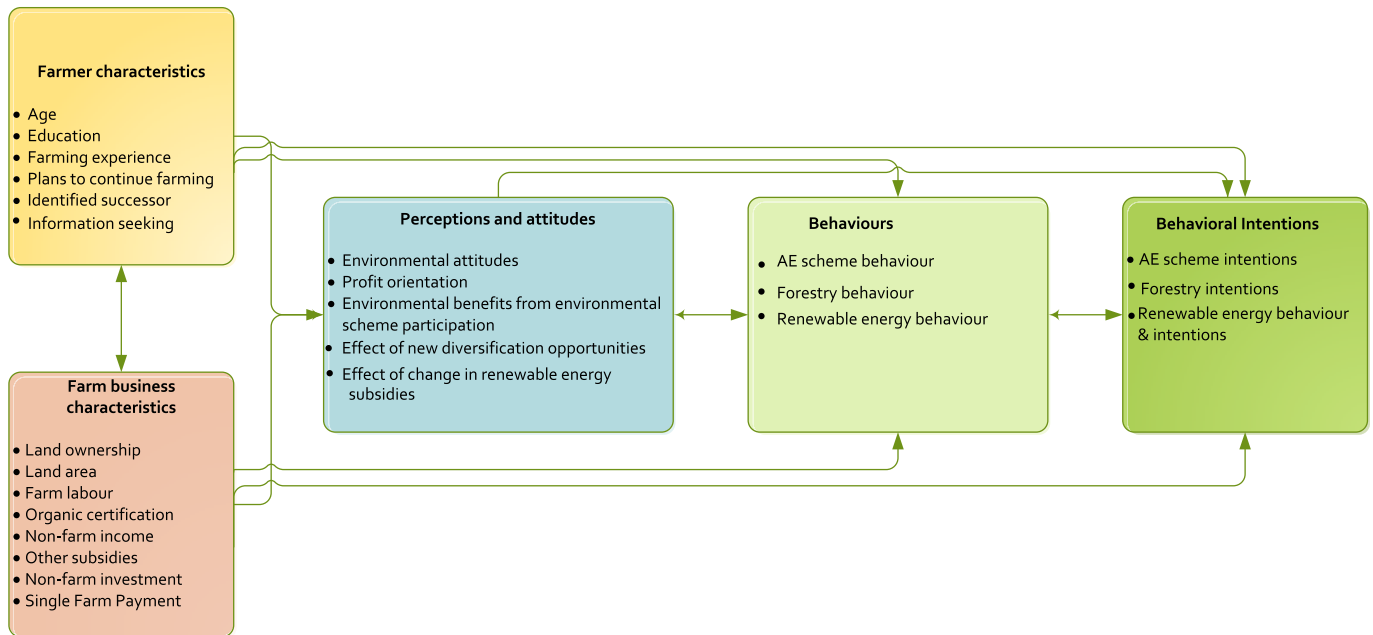 Farmer characteristics
• Age
• Education
• Farming experience
• Plans to continue farming
• Identified successor
• Information seeking
Farm business
characteristics
• Land ownership
• Land area
• Farm labour
• Organic certification
• Non-farm income
• Other subsidies
• Non-farm investment
• Single Farm Payment
Perceptions and attitudes
• Environmental attitudes
• Profit orientation
• Environmental benefits from environmental
scheme participation
• Effect of new diversification opportunities
• Effect of change in renewable energy
subsidies
Behaviours
• AE scheme behaviour
• Forestry behaviour
• Renewable energy behaviour
Behavioral Intentions
• AE scheme intentions
• Forestry intentions
• Renewable energy behaviour
& intentions